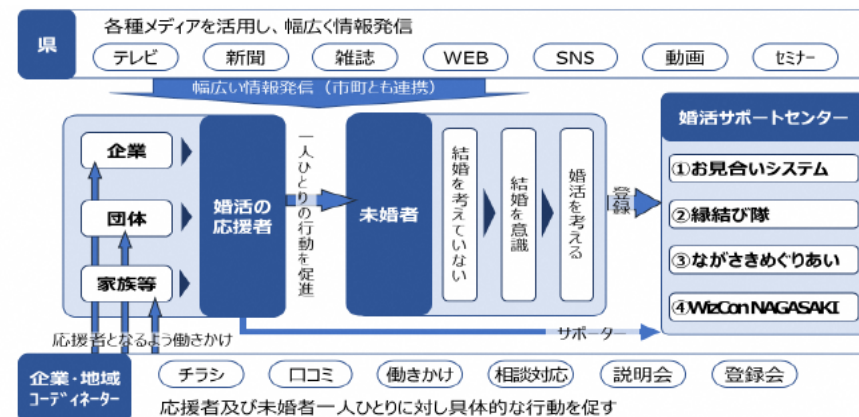 各種メディアを活用し、幅広く情報発信
県
テレビ
新聞
雑誌
WEB
SNS
動画
セミナー
幅広い情報発信（市町とも連携）
企業
団体
家族等
婚活の
応援者
一人ひとりの行動を促進
未婚者
結婚を考えていない
結婚を意識
婚活を考える
登録
婚活サポートセンター
①お見合いシステム
②縁結び隊
③ながさきめぐりあい
④WizCon NAGASAKI
サポーター
応援者となるよう働きかけ
企業・地域
コーディネーター
チラシ
口コミ
働きかけ
相談対応
説明会
登録会
応援者及び未婚者一人ひとりに対し具体的な行動を促す